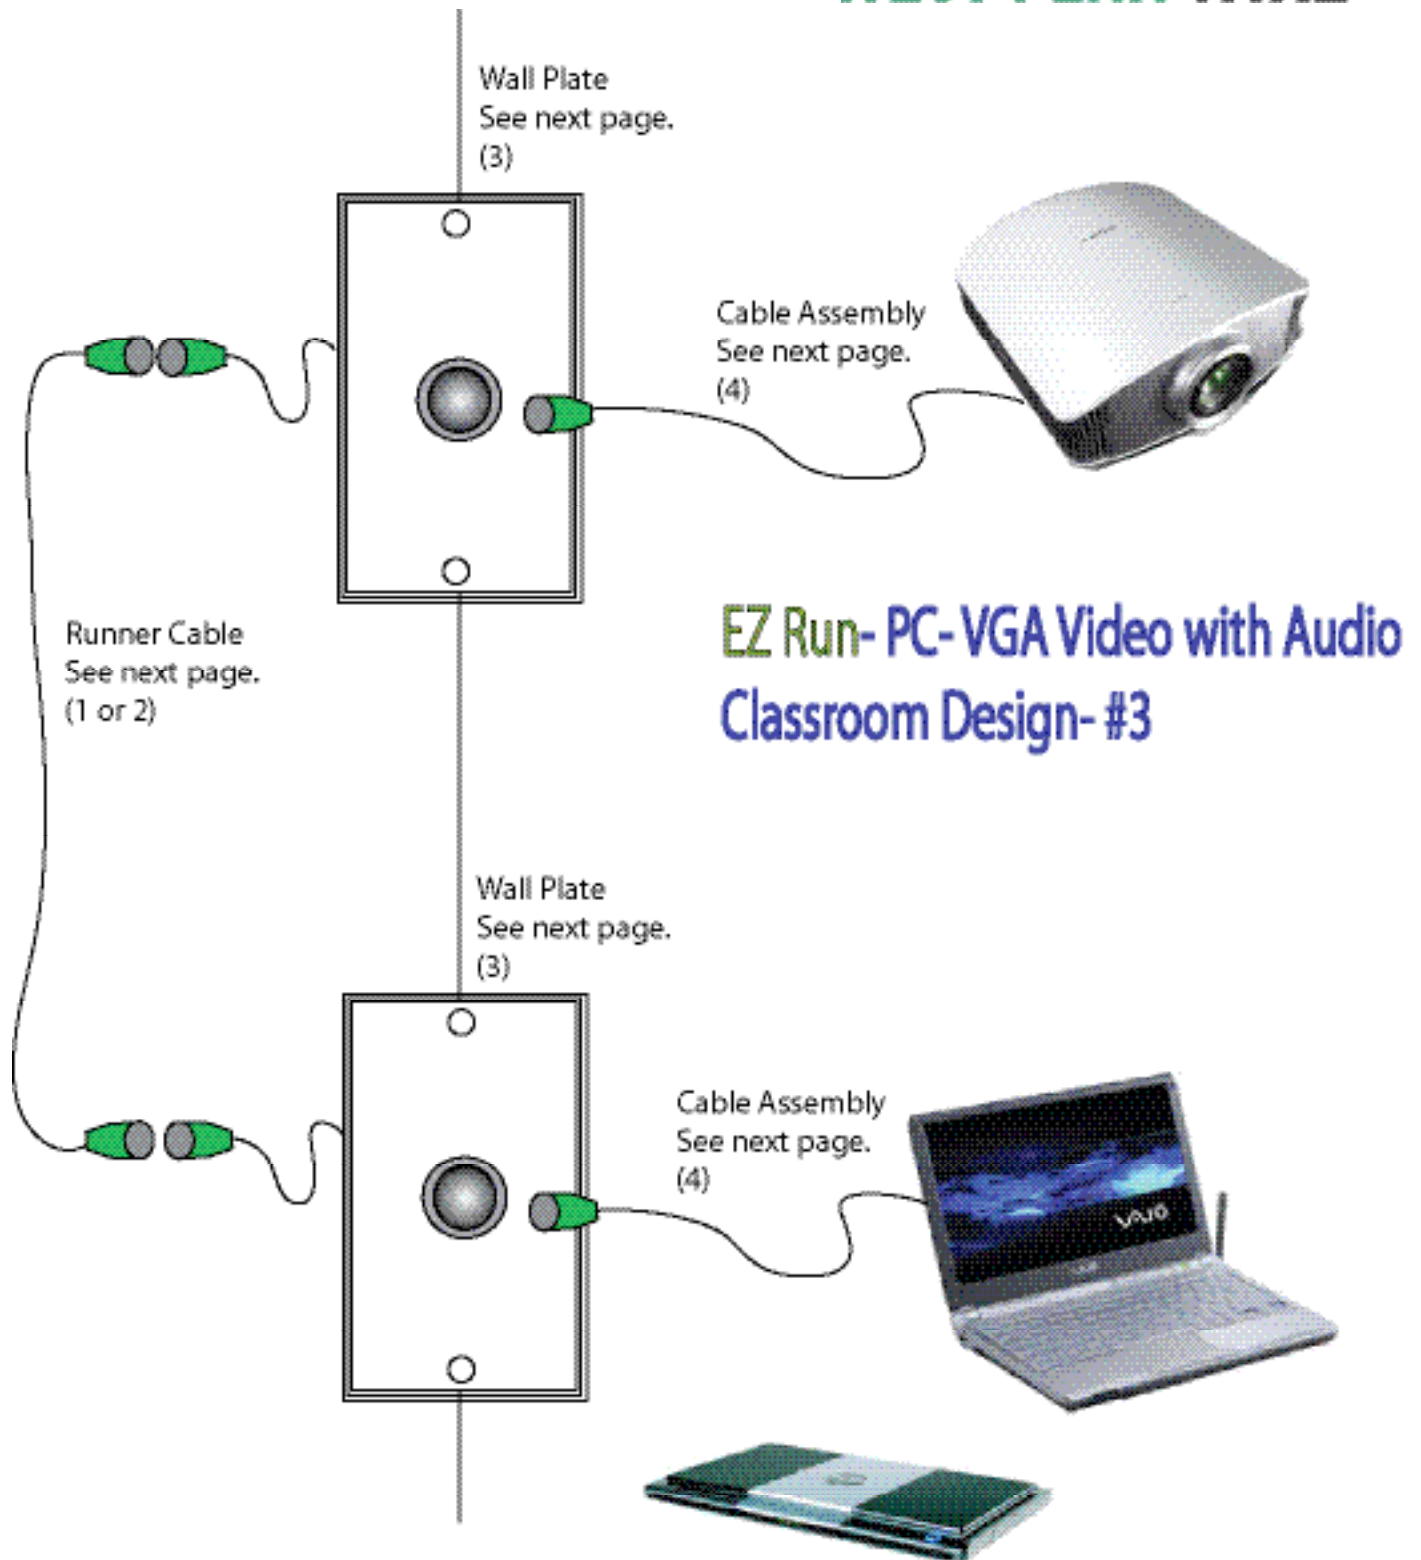 Wall Plate
See next page.
(3)
Cable Assembly
See next page.
(4)
Runner Cable
See next page.
(1 or 2)
EZ Run- PC- VGA Video with Audio
Classroom Design- #3
Wall Plate
See next page.
(3)
Cable Assembly
See next page.
(4)
VAIO